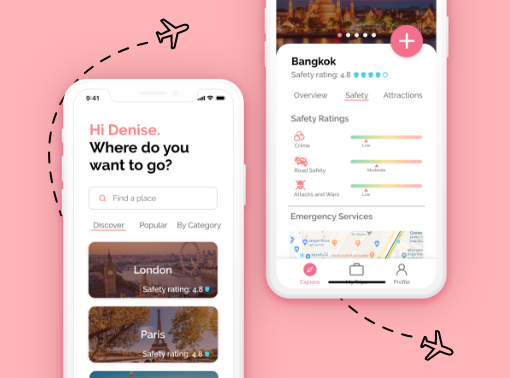 9:41
Hi Denise.
Where do you
want to go?
Find a place
Discover Popular By Category
London
Safety rating: 4.8
Paris
Safety rating: 4.8
Bangkok
Safety rating: 4.8
Overview Safety Attractions
Safety Ratings
Crime
Low
Road Safety
Moderate
Attacks and Wars
Low
Emergency Services
Explore
Profile